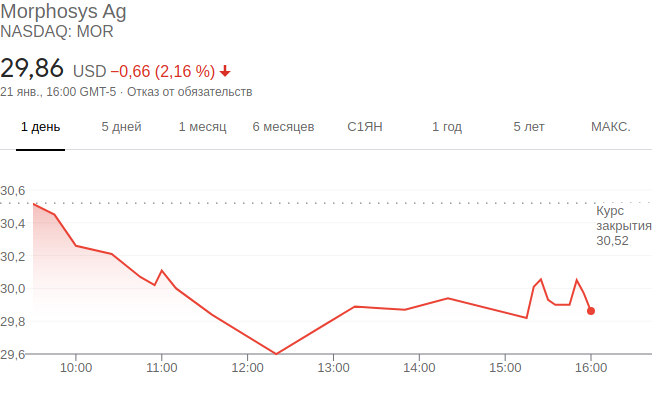 Morphosys Ag
NASDAQ: MOR
29,86 USD −0,66 (2,16 %)
21 янв., 16:00 GMT-5 · Отказ от обязательств
1 день 5 дней 1 месяц 6 месяцев С1ЯН 1 год 5 лет МАКС.
30,6
Курс
закрытия
30,52
30,4
30,2
30,0
29,8
29,6
10:00 11:00 12:00 13:00 14:00 15:00 16:00